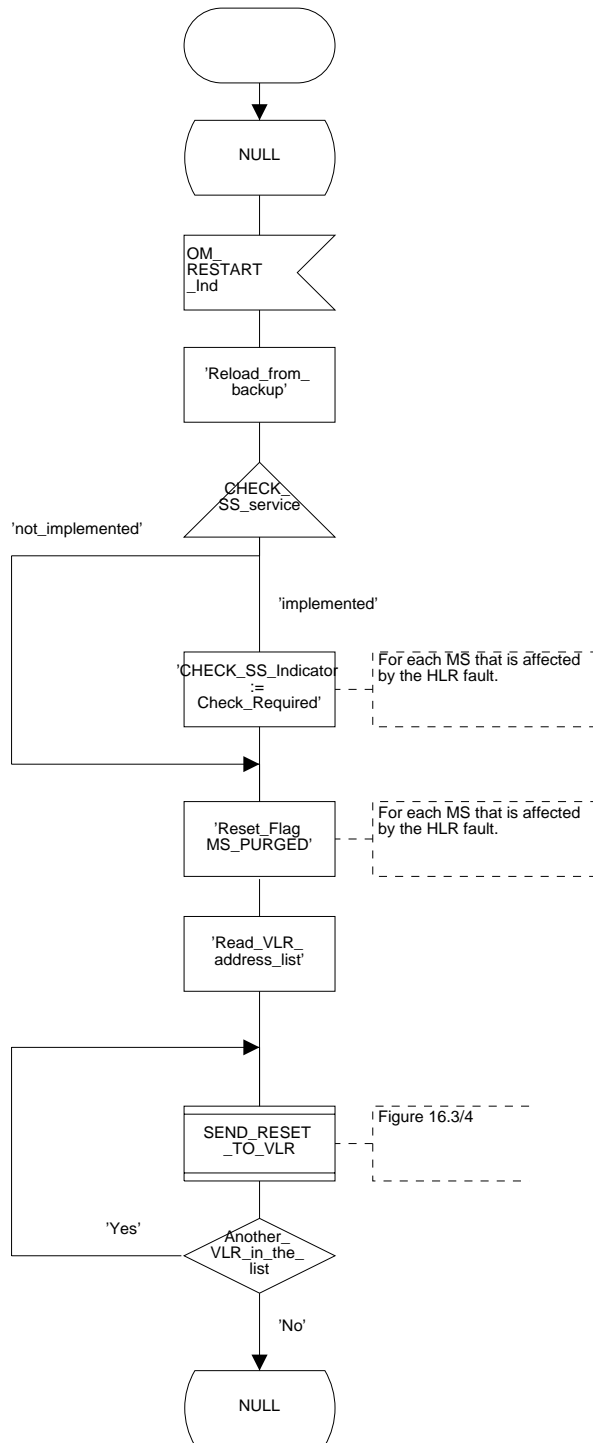 NULL
OM_
RESTART
_Ind
’Reload_from_
backup’
CHECK_
SS_service
’not_implemented’
’implemented’
’CHECK_SS_Indicator
:=
Check_Required’
For each MS that is affected
by the HLR fault.
’Reset_Flag
MS_PURGED’
For each MS that is affected
by the HLR fault.
’Read_VLR_
address_list’
SEND_RESET
_TO_VLR
Figure 16.3/4
’Yes’
Another_
VLR_in_the_
list
’No’
NULL